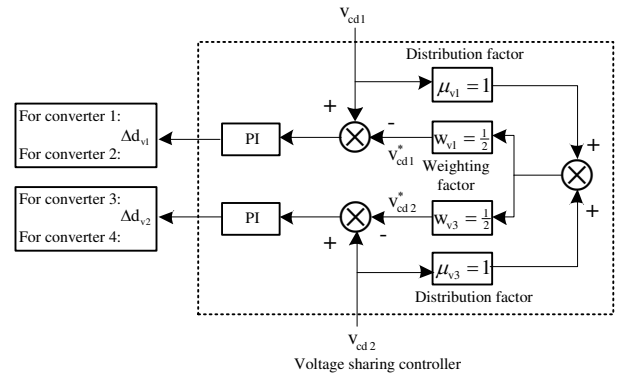 v_cd1
Distribution factor
μ_v1 = 1
For converter 1:
Δd_v1
For converter 2:
PI
+
-
v*_cd1
w_v1 = 1/2
+
Weighting
factor
For converter 3:
Δd_v2
For converter 4:
PI
+
-
v*_cd2
w_v3 = 1/2
+
μ_v3 = 1
Distribution factor
v_cd2
Voltage sharing controller